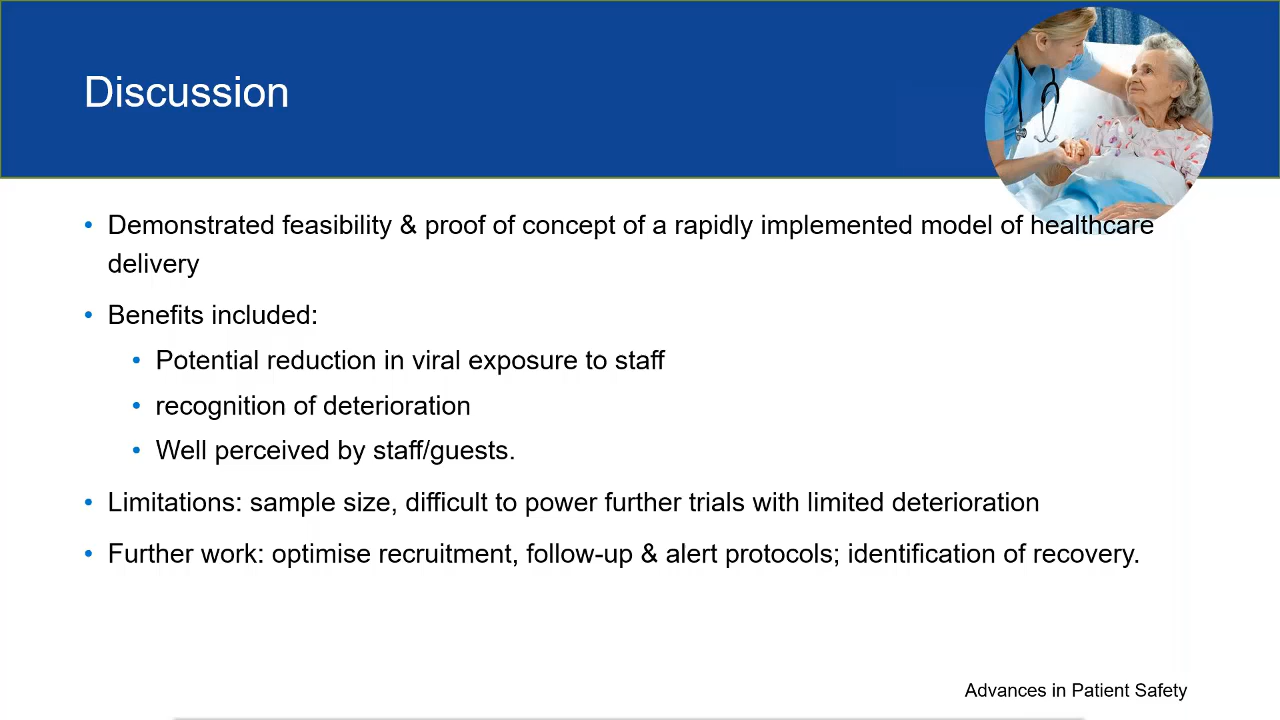 Discussion
• Demonstrated feasibility & proof of concept of a rapidly implemented model of healthcare
delivery
• Benefits included:
• Potential reduction in viral exposure to staff
• recognition of deterioration
• Well perceived by staff/guests.
• Limitations: sample size, difficult to power further trials with limited deterioration
• Further work: optimise recruitment, follow-up & alert protocols; identification of recovery.
Advances in Patient Safety